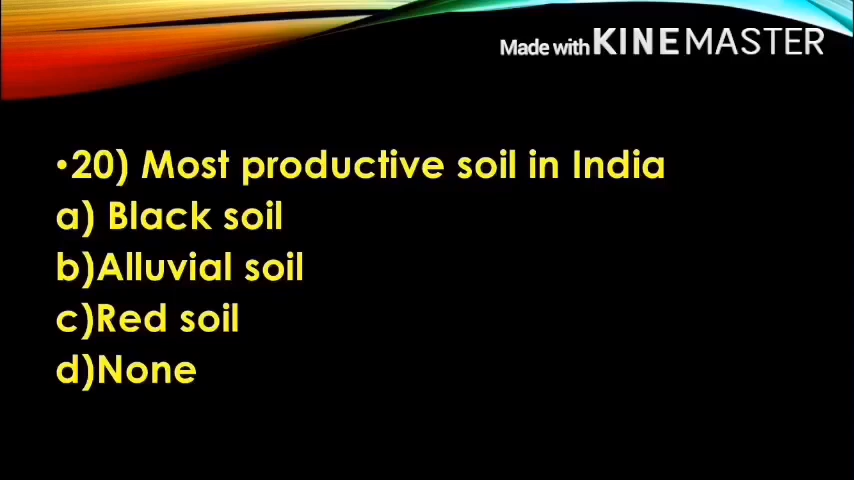 Made with KINEMASTER
•20) Most productive soil in India
a) Black soil
b)Alluvial soil
c)Red soil
d)None